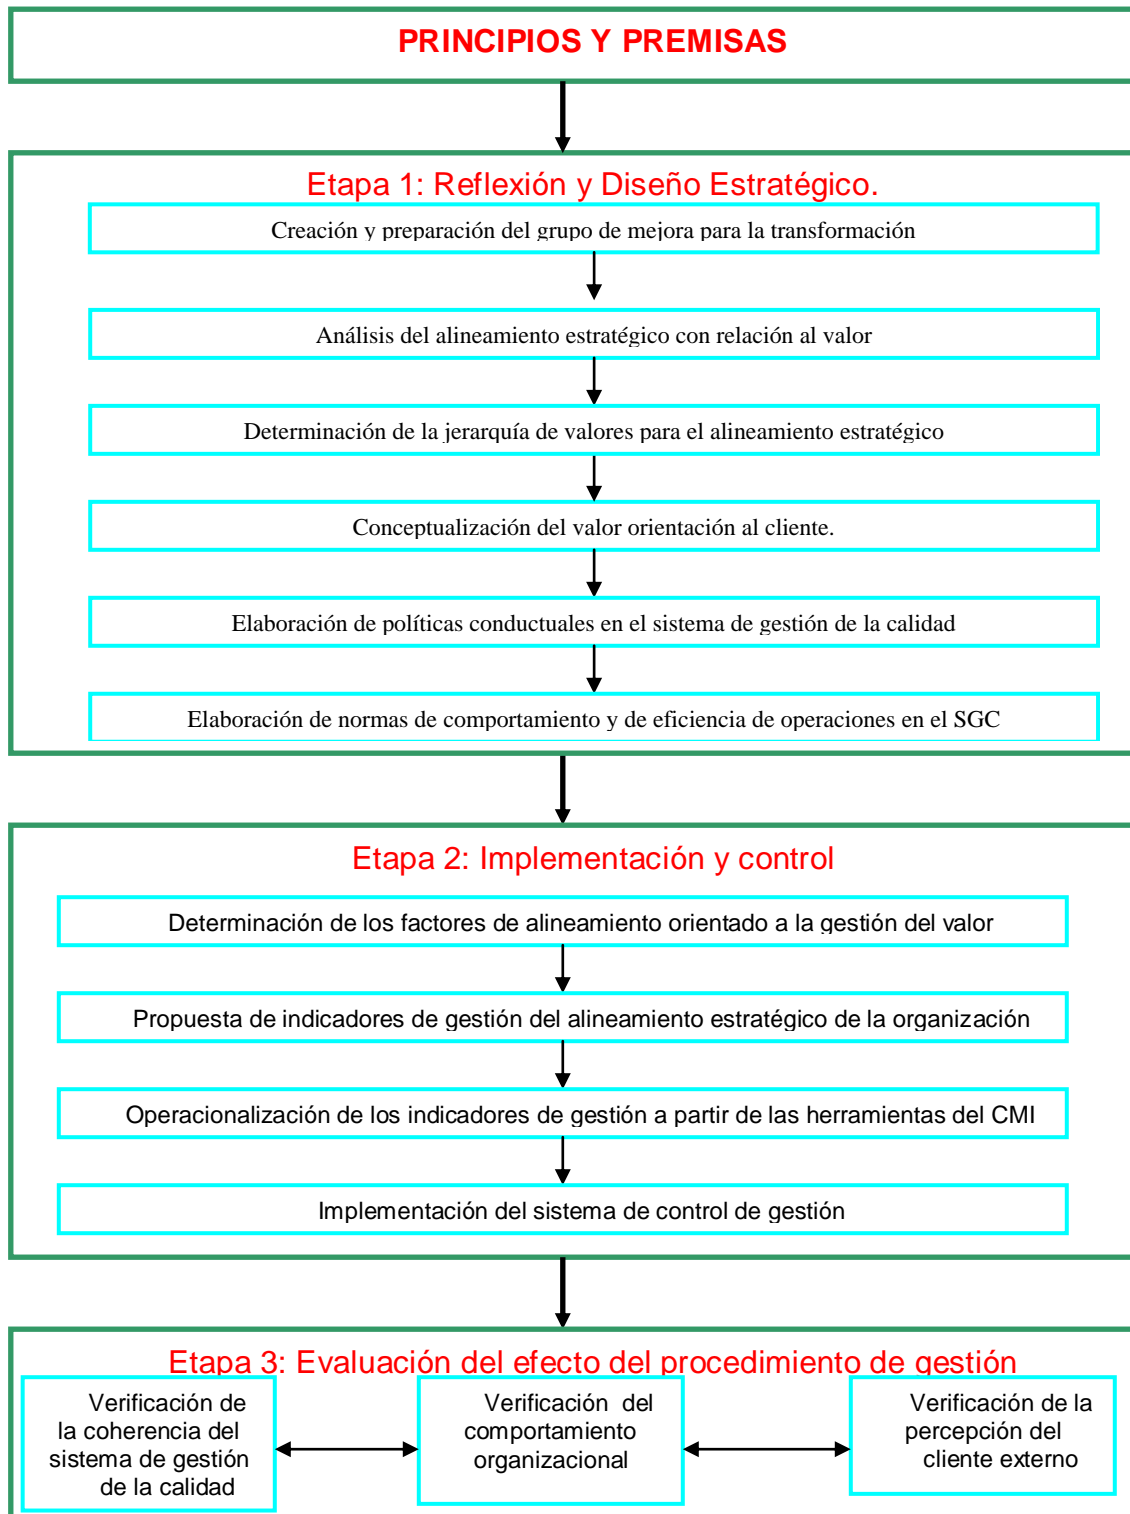 PRINCIPIOS Y PREMISAS
Etapa 1: Reflexión y Diseño Estratégico.
Creación y preparación del grupo de mejora para la transformación
Análisis del alineamiento estratégico con relación al valor
Determinación de la jerarquía de valores para el alineamiento estratégico
Conceptualización del valor orientación al cliente.
Elaboración de políticas conductuales en el sistema de gestión de la calidad
Elaboración de normas de comportamiento y de eficiencia de operaciones en el SGC
Etapa 2: Implementación y control
Determinación de los factores de alineamiento orientado a la gestión del valor
Propuesta de indicadores de gestión del alineamiento estratégico de la organización
Operacionalización de los indicadores de gestión a partir de las herramientas del CMI
Implementación del sistema de control de gestión
Etapa 3: Evaluación del efecto del procedimiento de gestión
Verificación de
la coherencia del
sistema de gestión
de la calidad
Verificación del
comportamiento
organizacional
Verificación de la
percepción del
cliente externo